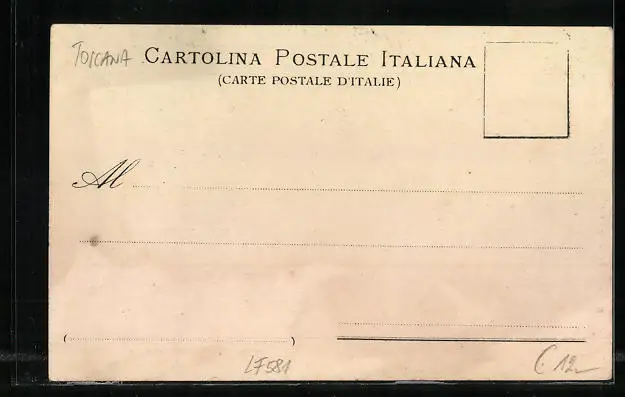 TOSCANA CARTOLINA POSTALE ITALIANA
(CARTE POSTALE D'ITALIE)
Al
( )
LF581
C 12